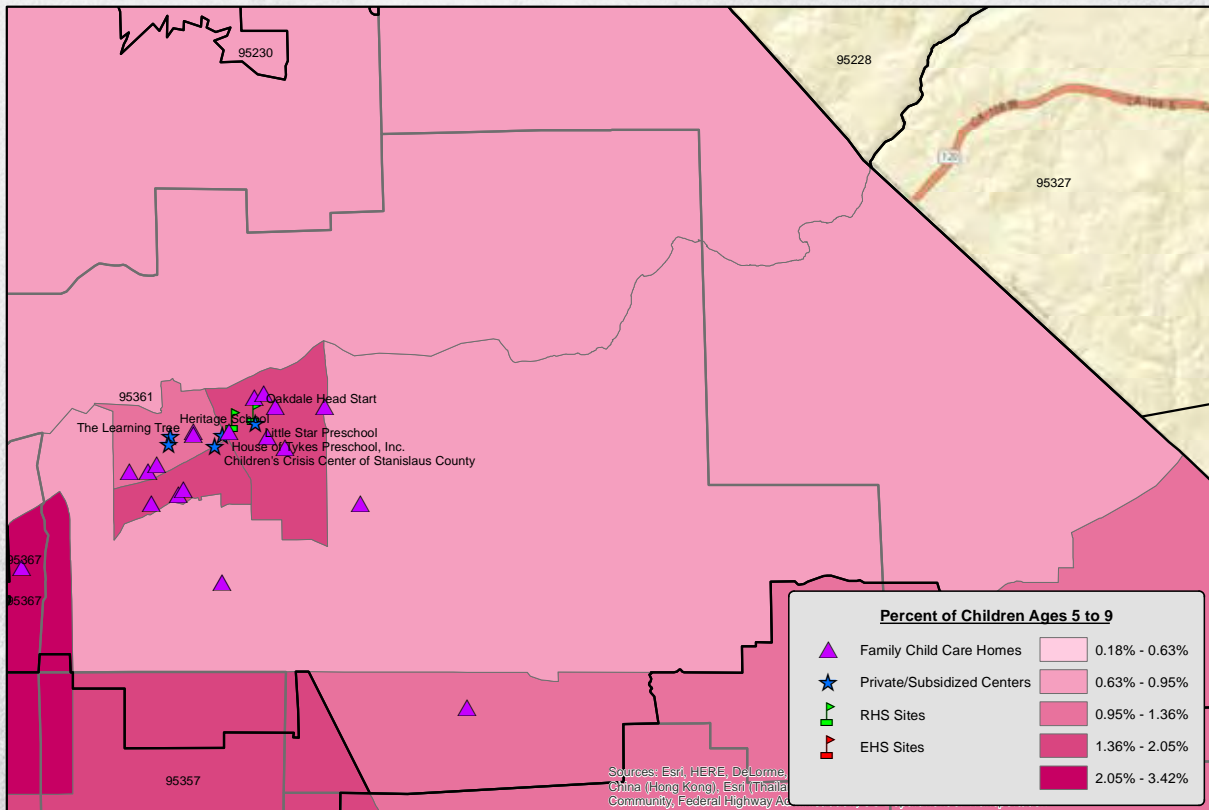 95230
95228
120
95327
95361
Oakdale Head Start
Heritage School
The Learning Tree
Little Star Preschool
House of Tykes Preschool, Inc.
Children's Crisis Center of Stanislaus County
95367
95367
95357
Percent of Children Ages 5 to 9
Family Child Care Homes
0.18% - 0.63%
Private/Subsidized Centers
0.63% - 0.95%
RHS Sites
0.95% - 1.36%
EHS Sites
1.36% - 2.05%
2.05% - 3.42%
Sources: Esri, HERE, DeLorme,
China (Hong Kong), Esri (Thaila
Community, Federal Highway Ad